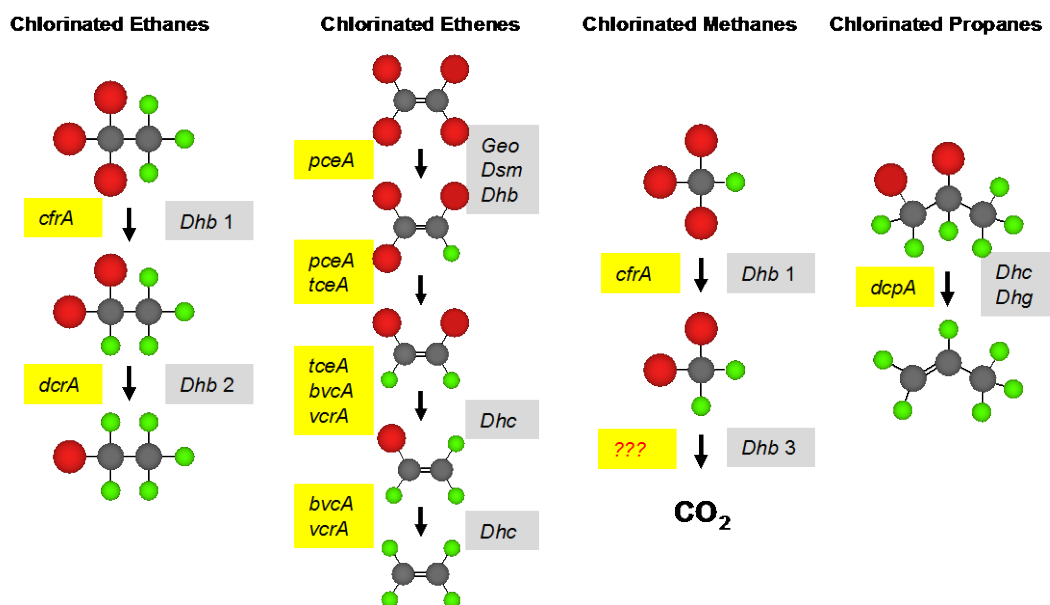 Chlorinated Ethanes
Chlorinated Ethenes
Chlorinated Methanes
Chlorinated Propanes
cfrA
Dhb 1
dcrA
Dhb 2
pceA
Geo
Dsm
Dhb
pceA
tceA
tceA
bvcA
vcrA
Dhc
bvcA
vcrA
Dhc
cfrA
Dhb 1
???
Dhb 3
CO₂
dcpA
Dhc
Dhg